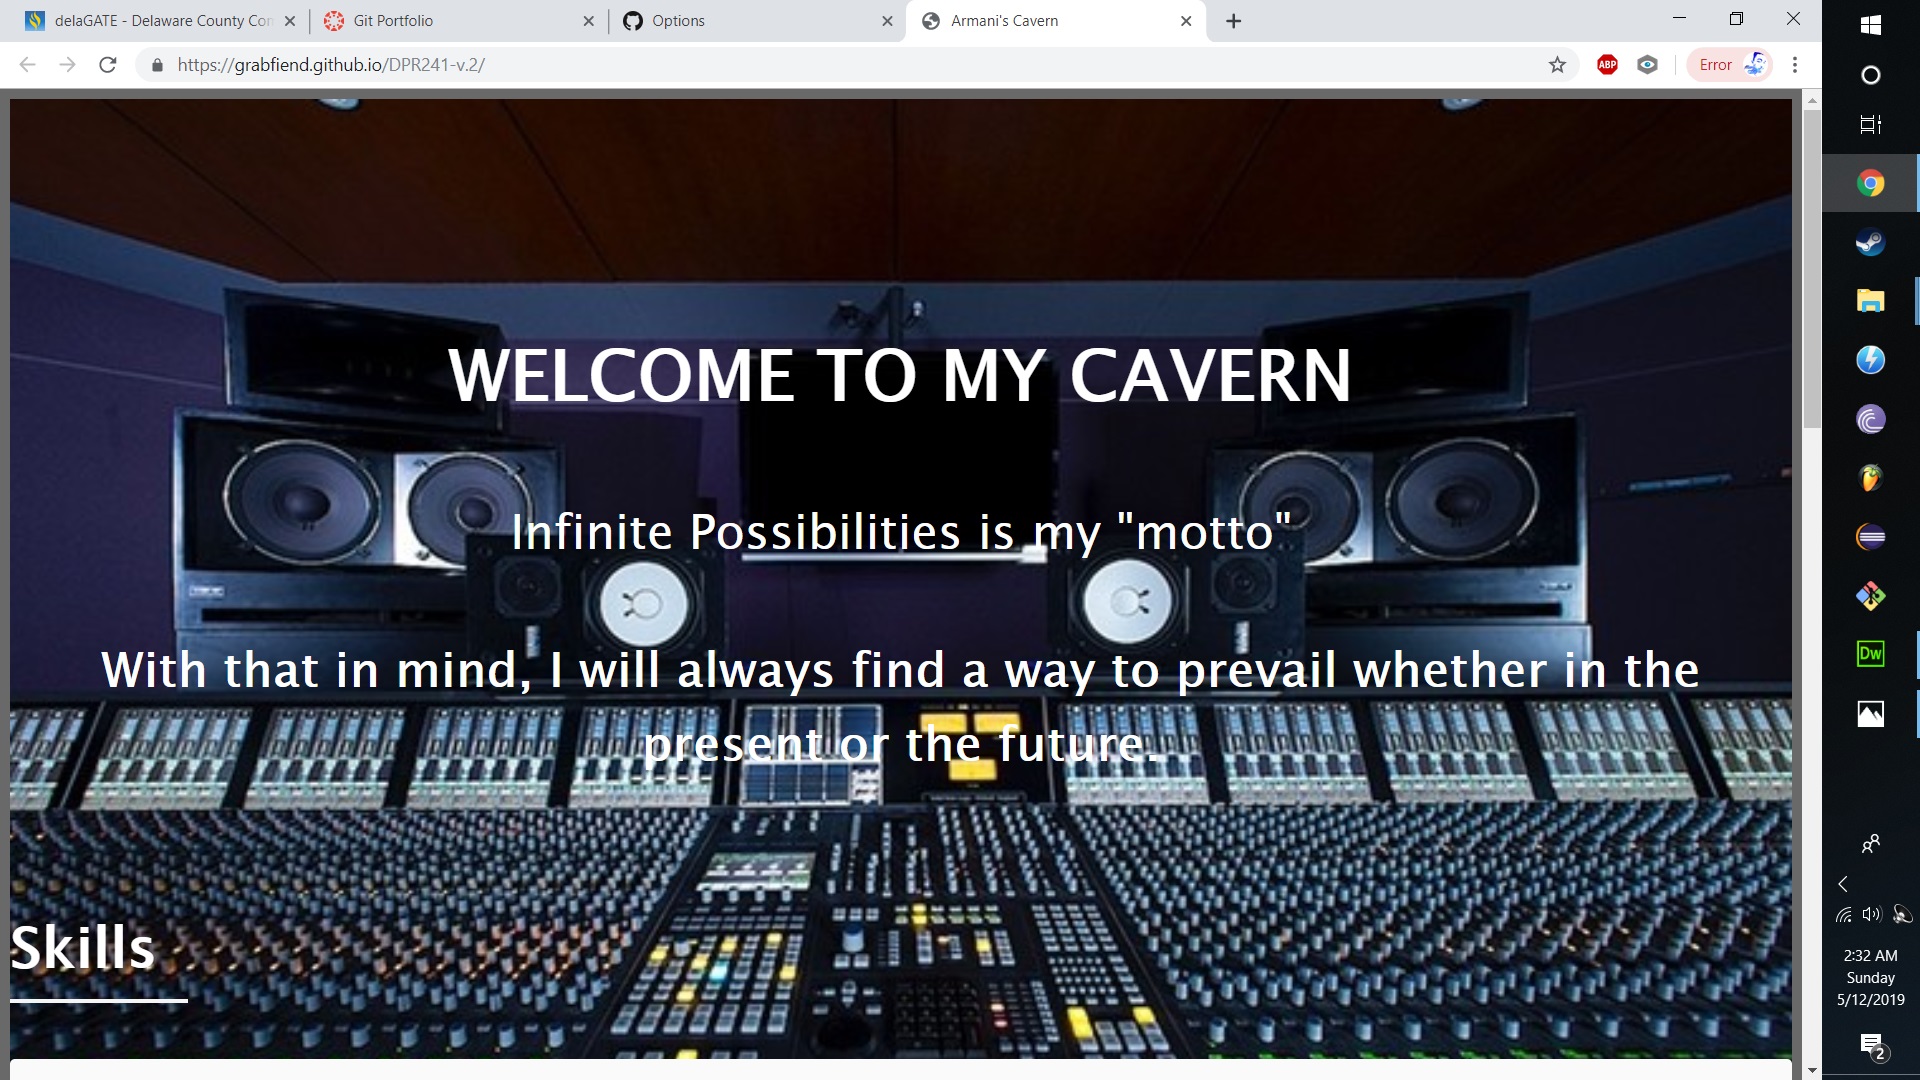 delaGATE - Delaware County Con
Git Portfolio
Options
Armani's Cavern
https://grabfiend.github.io/DPR241-v.2/
ABP
Error
WELCOME TO MY CAVERN
Infinite Possibilities is my "motto"
With that in mind, I will always find a way to prevail whether in the
present or the future.
Skills
Dw
2:32 AM
Sunday
5/12/2019
2